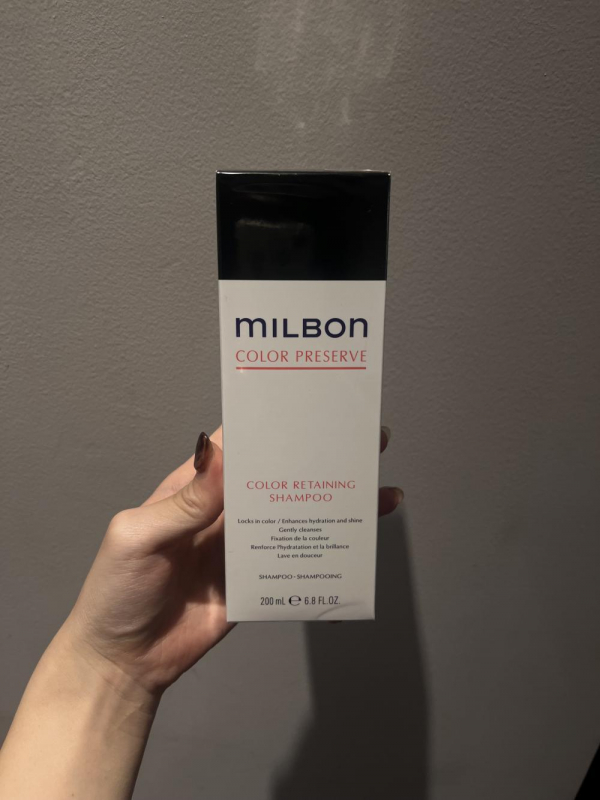 MILBON
COLOR PRESERVE
COLOR RETAINING
SHAMPOO
Locks in color / Enhances hydration and shine
Gently cleanses
Fixation de la couleur
Renforce l'hydratation et la brillance
Lave en douceur
SHAMPOO-SHAMPOOING
200 mL ℮ 6.8 FL.OZ.